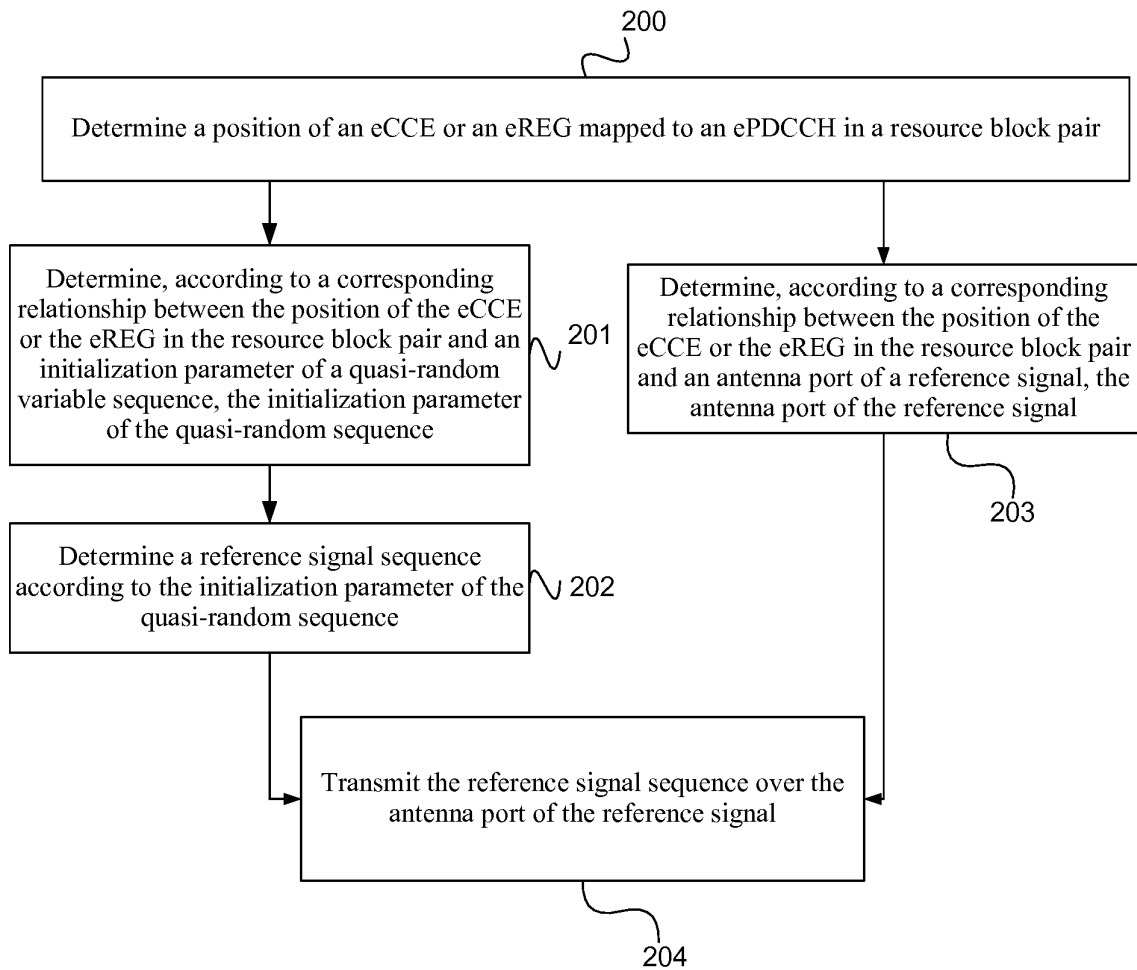 200
Determine a position of an eCCE or an eREG mapped to an ePDCCH in a resource block pair
Determine, according to a corresponding
relationship between the position of the eCCE
or the eREG in the resource block pair and an
initialization parameter of a quasi-random
variable sequence, the initialization parameter
of the quasi-random sequence
201
Determine, according to a corresponding
relationship between the position of the
eCCE or the eREG in the resource block pair
and an antenna port of a reference signal, the
antenna port of the reference signal
203
Determine a reference signal sequence
according to the initialization parameter of the
quasi-random sequence
202
Transmit the reference signal sequence over the
antenna port of the reference signal
204